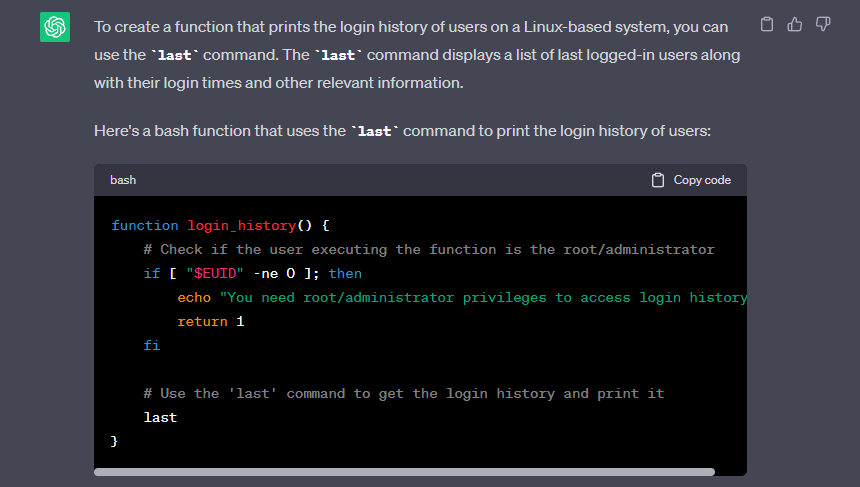 To create a function that prints the login history of users on a Linux-based system, you can
use the `last` command. The `last` command displays a list of last logged-in users along
with their login times and other relevant information.
Here's a bash function that uses the `last` command to print the login history of users:
bash
Copy code
function login_history() {
    # Check if the user executing the function is the root/administrator
    if [ "$EUID" -ne 0 ]; then
        echo "You need root/administrator privileges to access login history
        return 1
    fi
    # Use the 'last' command to get the login history and print it
    last
}